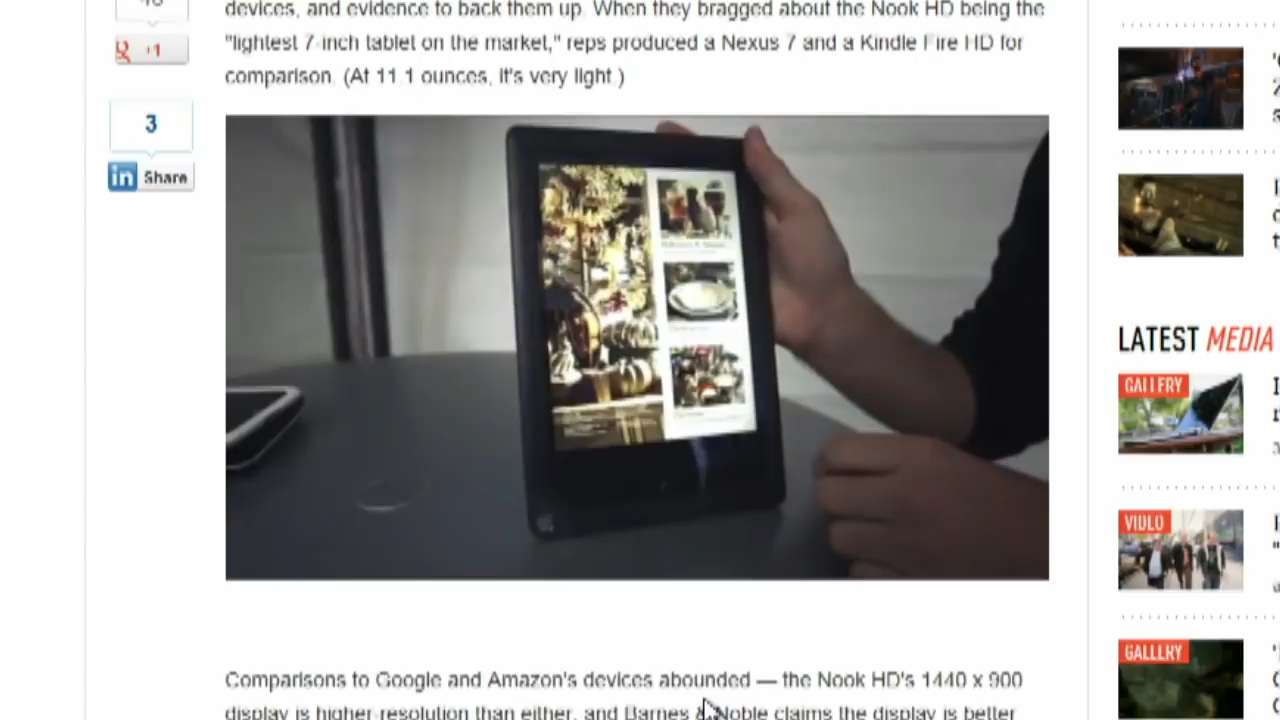 devices, and evidence to back them up. When they bragged about the Nook HD being the
+1
"lightest 7-inch tablet on the market," reps produced a Nexus 7 and a Kindle Fire HD for
comparison. (At 11.1 ounces, it's very light.)
3
in Share
LATEST MEDIA
GALLERY
VIDEO
GALLERY
Comparisons to Google and Amazon's devices abounded — the Nook HD's 1440 x 900
display is higher-resolution than either, and Barnes & Noble claims the display is better